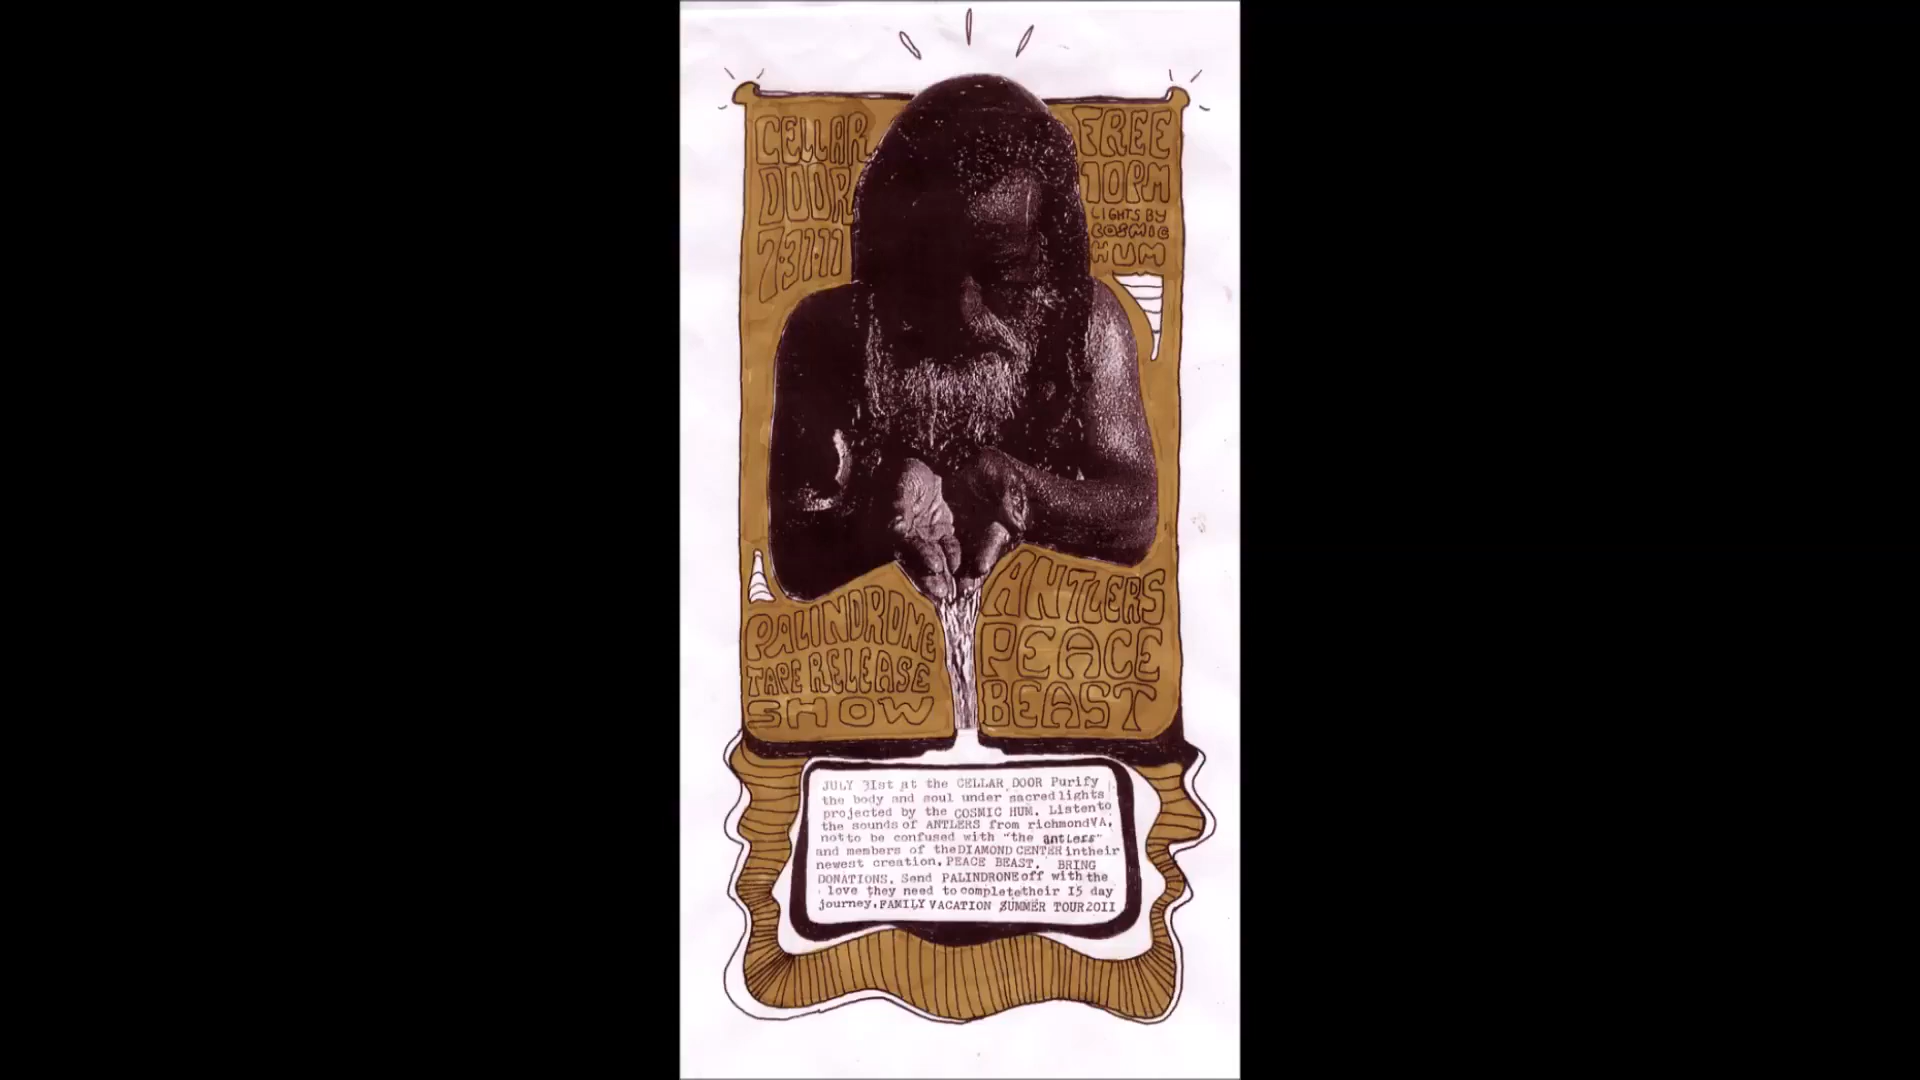 CELLAR
DOOR
7·31·11
FREE
10PM
LIGHTS BY
COSMIC
HUM
PALINDRONE
TAPE RELEASE
SHOW
ANTLERS
PEACE
BEAST
JULY 3Ist at the CELLAR DOOR Purify
the body and soul under sacred lights
projected by the COSMIC HUM. Listen to
the sounds of ANTLERS from richmondVA,
not to be confused with "the antlers"
and members of the DIAMOND CENTER in their
newest creation, PEACE BEAST. BRING
DONATIONS. Send PALINDRONE off with the
love they need to complete their I5 day
journey. FAMILY VACATION SUMMER TOUR 20II